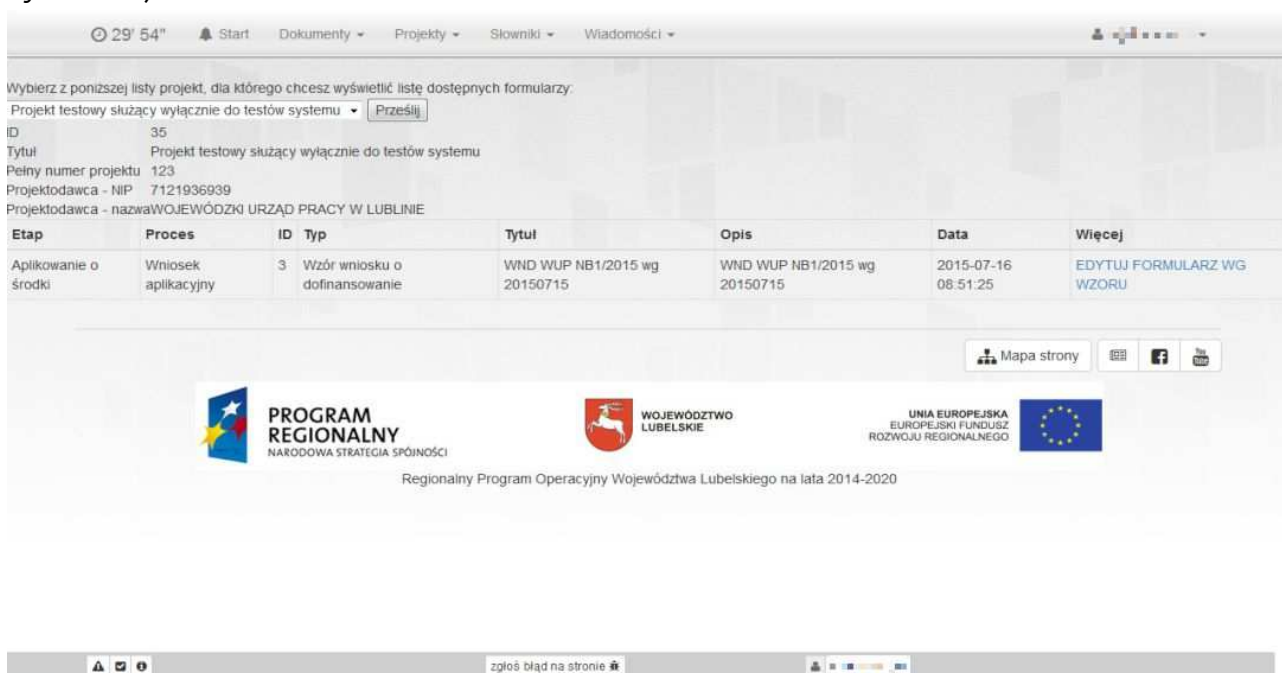 29' 54" Start Dokumenty Projekty Słowniki Wiadomości
Wybierz z poniższej listy projekt, dla którego chcesz wyświetlić listę dostępnych formularzy:
Projekt testowy służący wyłącznie do testów systemu Prześlij
ID 35
Tytuł Projekt testowy służący wyłącznie do testów systemu
Pełny numer projektu 123
Projektodawca - NIP 7121936939
Projektodawca - nazwaWOJEWÓDZKI URZĄD PRACY W LUBLINIE
Etap Proces ID Typ Tytuł Opis Data Więcej
Aplikowanie o Wniosek 3 Wzór wniosku o WND WUP NB1/2015 wg WND WUP NB1/2015 wg 2015-07-16 EDYTUJ FORMULARZ WG
środki aplikacyjny dofinansowanie 20150715 20150715 08:51:25 WZORU
Mapa strony You Tube
PROGRAM
REGIONALNY
NARODOWA STRATEGIA SPÓJNOŚCI
WOJEWÓDZTWO
LUBELSKIE
UNIA EUROPEJSKA
EUROPEJSKI FUNDUSZ
ROZWOJU REGIONALNEGO
Regionalny Program Operacyjny Województwa Lubelskiego na lata 2014-2020
zgłoś błąd na stronie